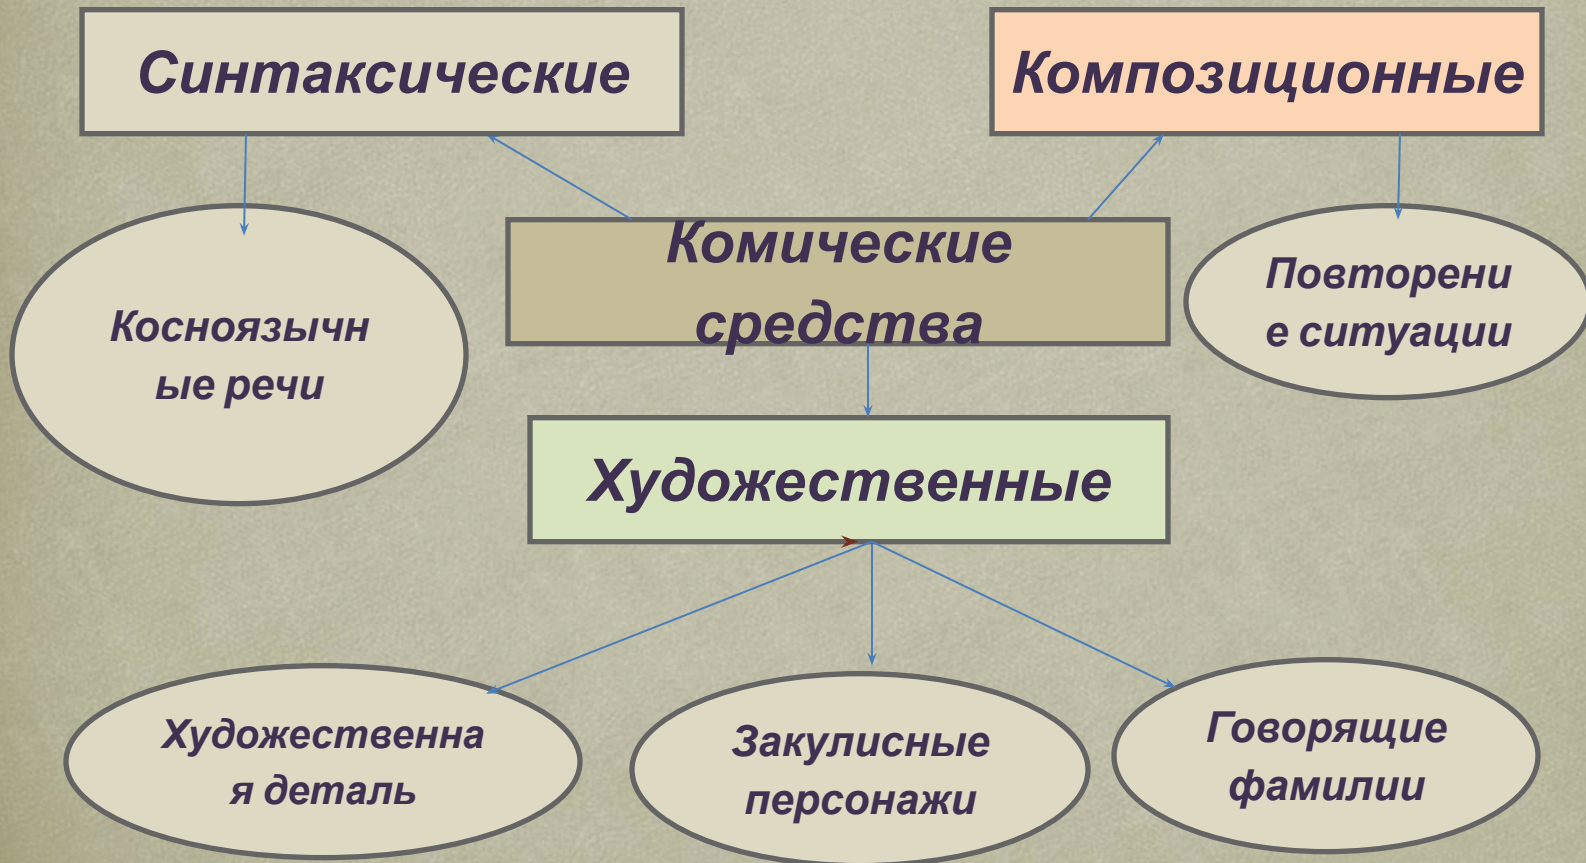 Синтаксические
Композиционные
Комические
средства
Косноязычн
ые речи
Повторени
е ситуации
Художественные
Художественна
я деталь
Закулисные
персонажи
Говорящие
фамилии